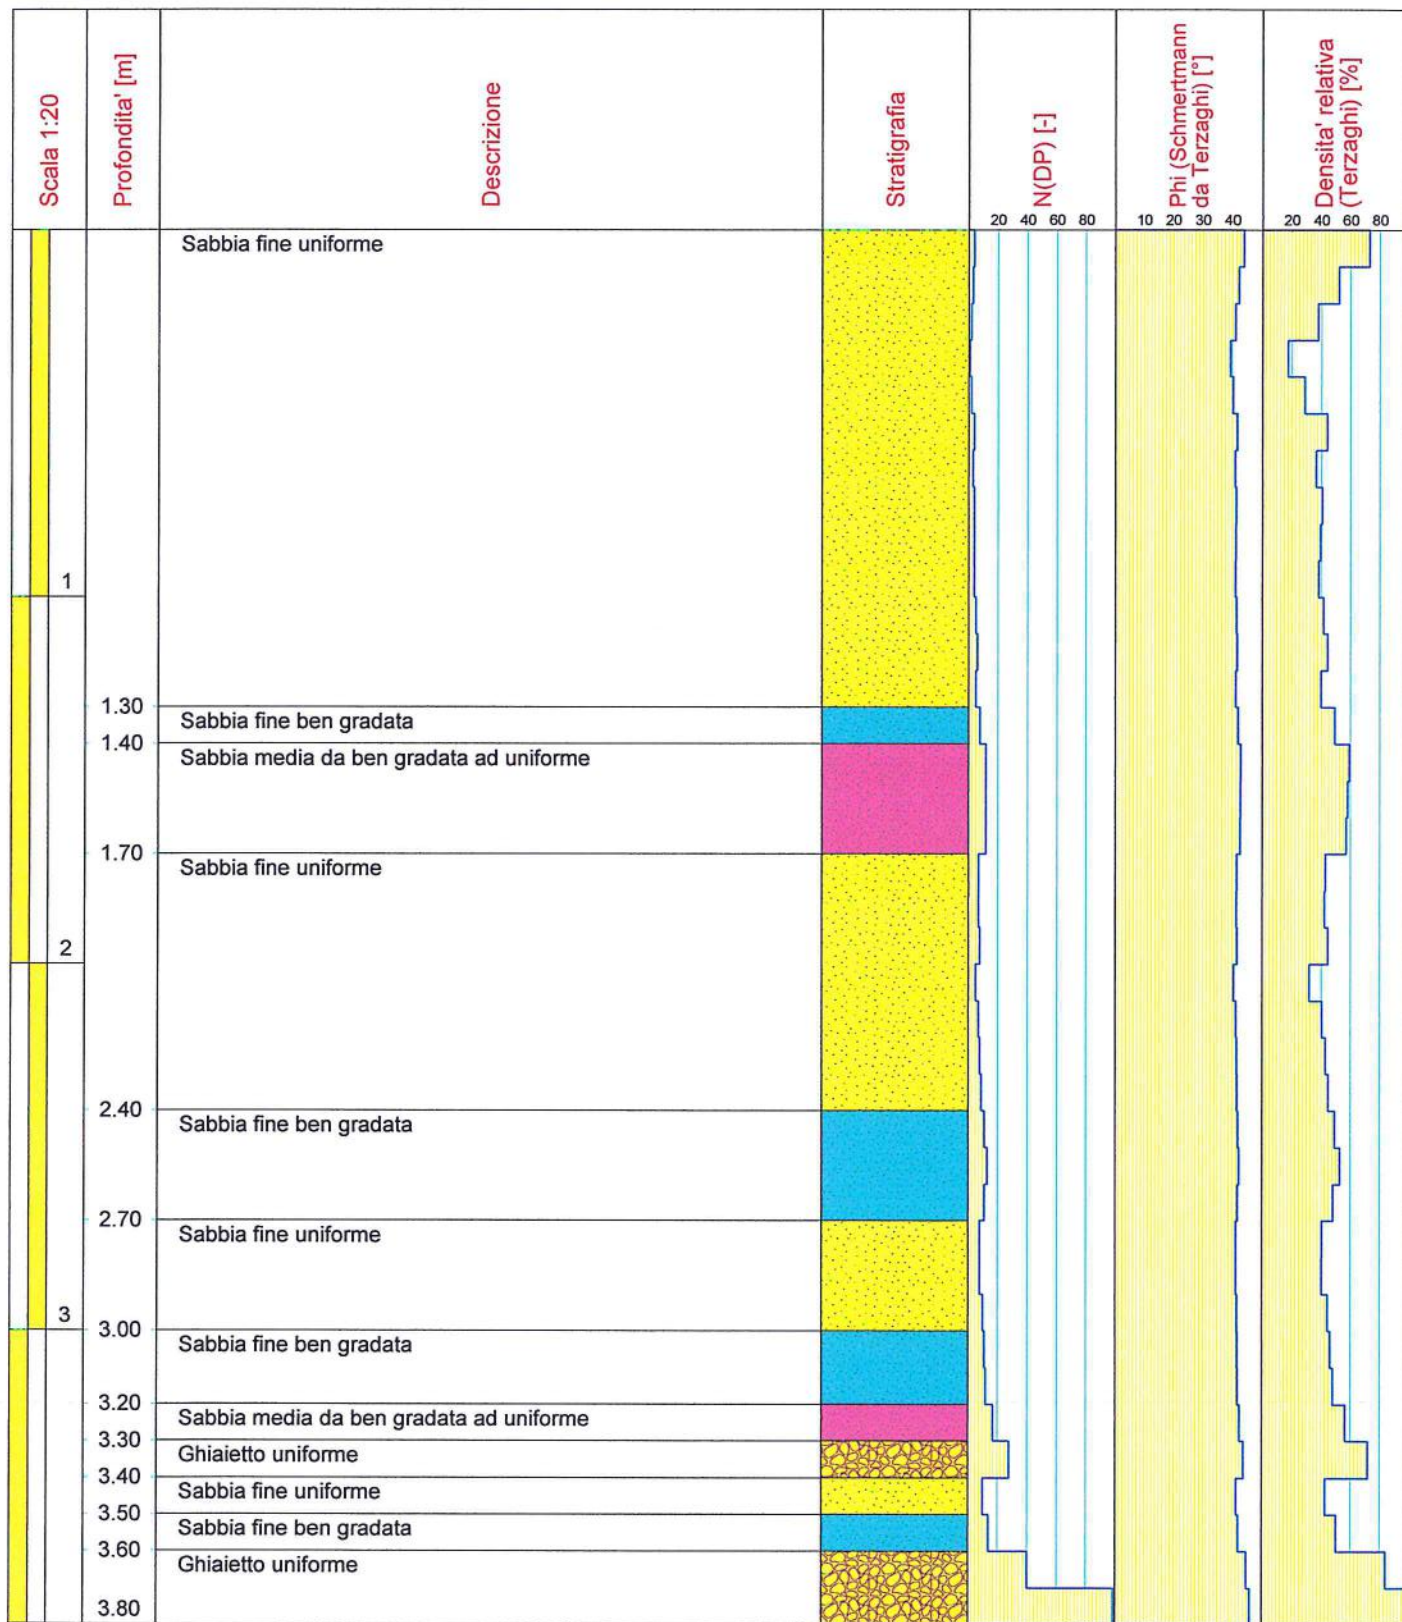 Scala 1:20
Profondita' [m]
Descrizione
Stratigrafia
N(DP) [-]
Phi (Schmertmann
da Terzaghi) [°]
Densita' relativa
(Terzaghi) [%]
20 40 60 80
10 20 30 40
20 40 60 80
Sabbia fine uniforme
1
1.30
Sabbia fine ben gradata
1.40
Sabbia media da ben gradata ad uniforme
1.70
Sabbia fine uniforme
2
2.40
Sabbia fine ben gradata
2.70
Sabbia fine uniforme
3
3.00
Sabbia fine ben gradata
3.20
Sabbia media da ben gradata ad uniforme
3.30
Ghiaietto uniforme
3.40
Sabbia fine uniforme
3.50
Sabbia fine ben gradata
3.60
Ghiaietto uniforme
3.80